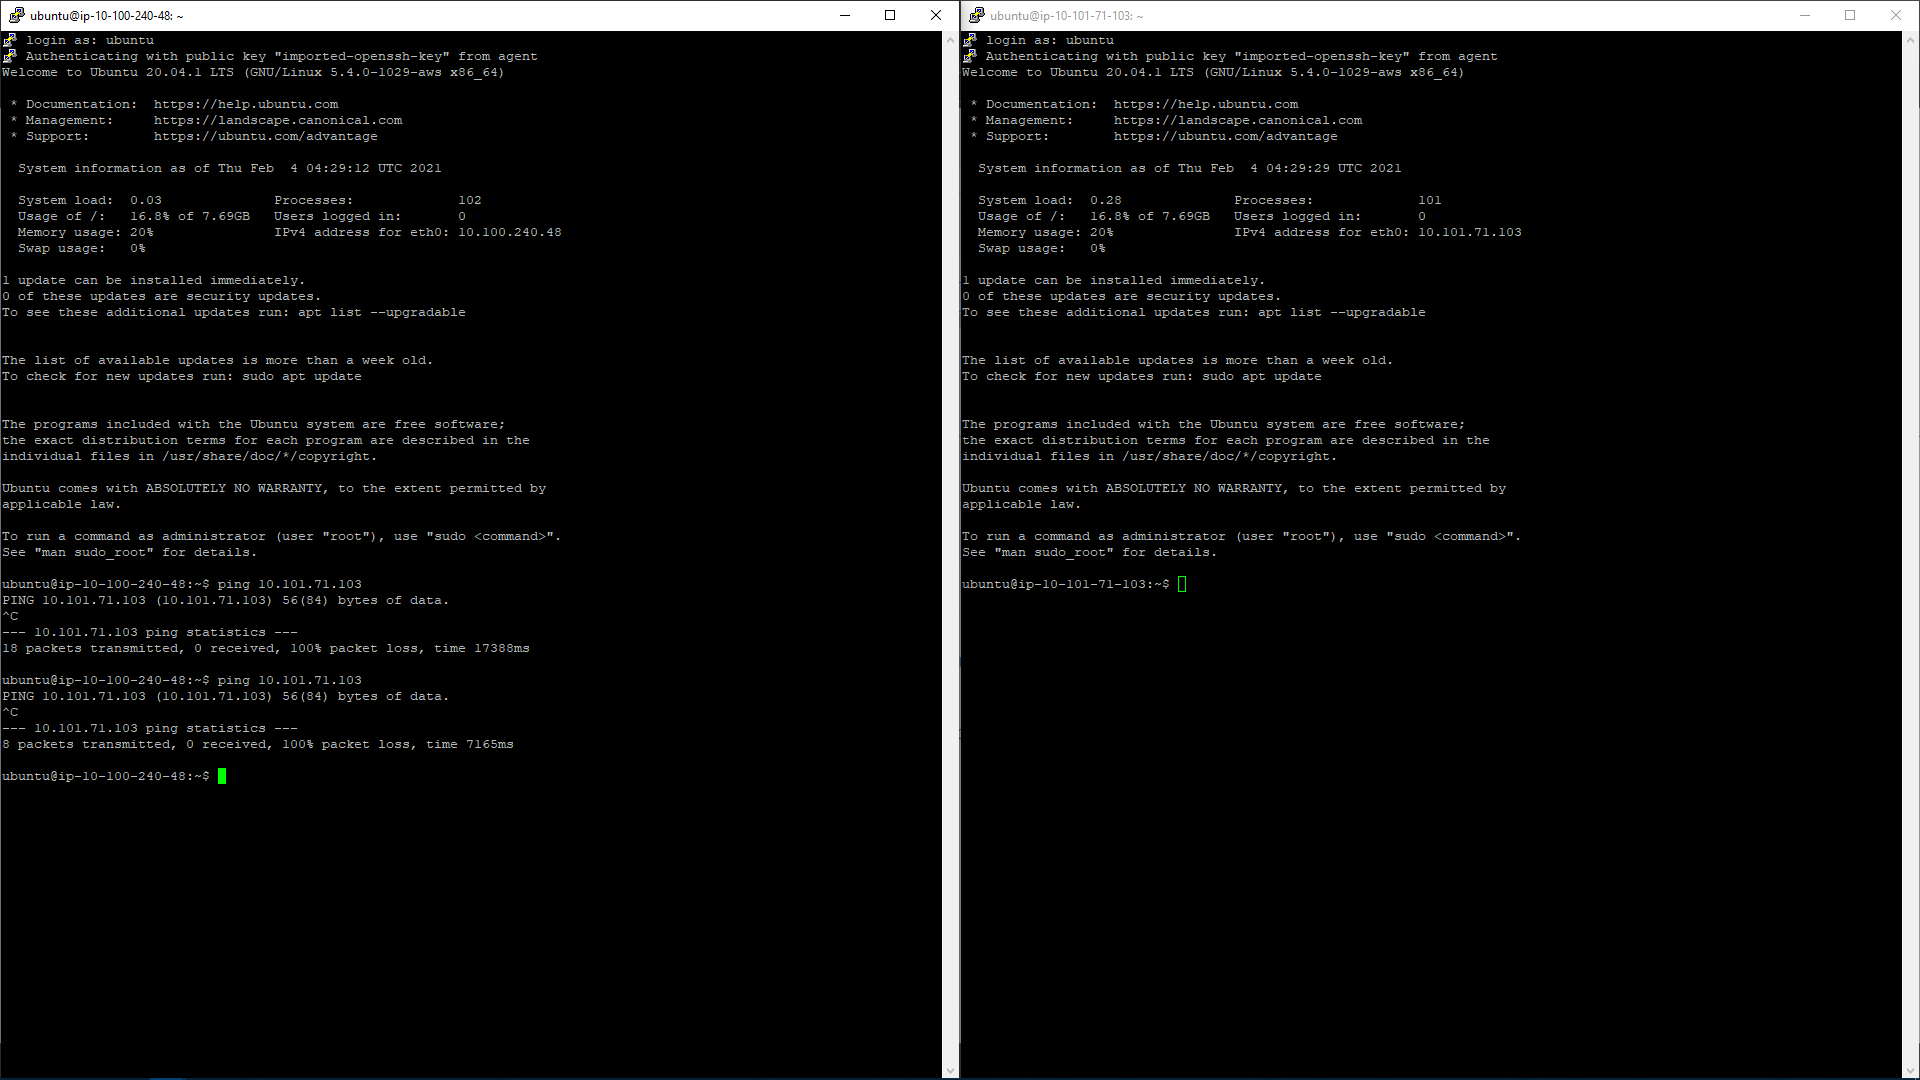 ubuntu@ip-10-100-240-48: ~
login as: ubuntu
Authenticating with public key "imported-openssh-key" from agent
Welcome to Ubuntu 20.04.1 LTS (GNU/Linux 5.4.0-1029-aws x86_64)
* Documentation:  https://help.ubuntu.com
* Management:     https://landscape.canonical.com
* Support:        https://ubuntu.com/advantage
System information as of Thu Feb  4 04:29:12 UTC 2021
System load:  0.03              Processes:             102
Usage of /:   16.8% of 7.69GB   Users logged in:       0
Memory usage: 20%               IPv4 address for eth0: 10.100.240.48
Swap usage:   0%
1 update can be installed immediately.
0 of these updates are security updates.
To see these additional updates run: apt list --upgradable
The list of available updates is more than a week old.
To check for new updates run: sudo apt update
The programs included with the Ubuntu system are free software;
the exact distribution terms for each program are described in the
individual files in /usr/share/doc/*/copyright.
Ubuntu comes with ABSOLUTELY NO WARRANTY, to the extent permitted by
applicable law.
To run a command as administrator (user "root"), use "sudo <command>".
See "man sudo_root" for details.
ubuntu@ip-10-100-240-48:~$ ping 10.101.71.103
PING 10.101.71.103 (10.101.71.103) 56(84) bytes of data.
^C
--- 10.101.71.103 ping statistics ---
18 packets transmitted, 0 received, 100% packet loss, time 17388ms
ubuntu@ip-10-100-240-48:~$ ping 10.101.71.103
PING 10.101.71.103 (10.101.71.103) 56(84) bytes of data.
^C
--- 10.101.71.103 ping statistics ---
8 packets transmitted, 0 received, 100% packet loss, time 7165ms
ubuntu@ip-10-100-240-48:~$
ubuntu@ip-10-101-71-103: ~
login as: ubuntu
Authenticating with public key "imported-openssh-key" from agent
Welcome to Ubuntu 20.04.1 LTS (GNU/Linux 5.4.0-1029-aws x86_64)
* Documentation:  https://help.ubuntu.com
* Management:     https://landscape.canonical.com
* Support:        https://ubuntu.com/advantage
System information as of Thu Feb  4 04:29:29 UTC 2021
System load:  0.28              Processes:             101
Usage of /:   16.8% of 7.69GB   Users logged in:       0
Memory usage: 20%               IPv4 address for eth0: 10.101.71.103
Swap usage:   0%
1 update can be installed immediately.
0 of these updates are security updates.
To see these additional updates run: apt list --upgradable
The list of available updates is more than a week old.
To check for new updates run: sudo apt update
The programs included with the Ubuntu system are free software;
the exact distribution terms for each program are described in the
individual files in /usr/share/doc/*/copyright.
Ubuntu comes with ABSOLUTELY NO WARRANTY, to the extent permitted by
applicable law.
To run a command as administrator (user "root"), use "sudo <command>".
See "man sudo_root" for details.
ubuntu@ip-10-101-71-103:~$